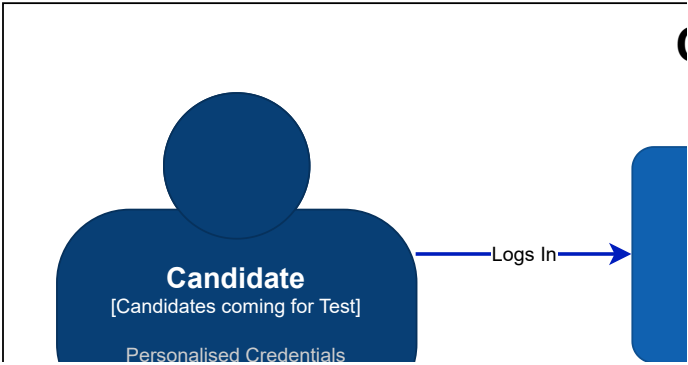 Candidate
[Candidates coming for Test]
Personalised Credentials
Logs In